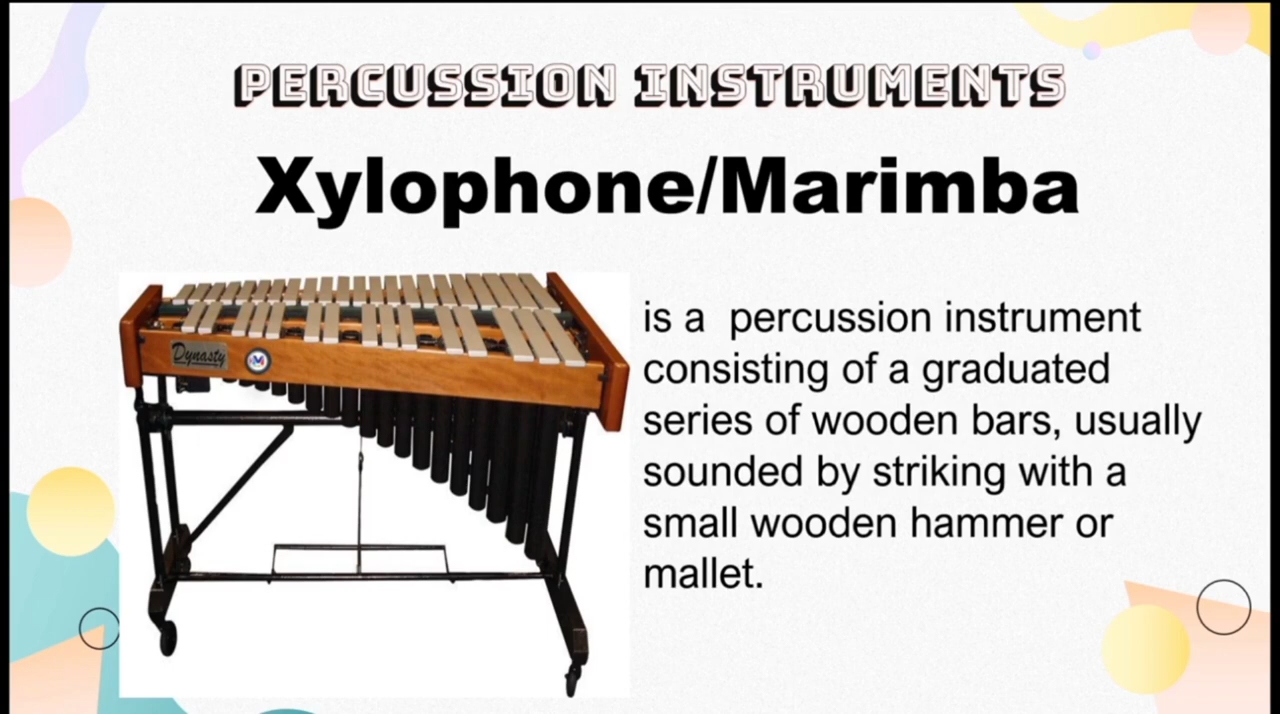 PERCUSSION INSTRUMENTS
Xylophone/Marimba
is a percussion instrument
consisting of a graduated
series of wooden bars, usually
sounded by striking with a
small wooden hammer or
mallet.
Dynasty